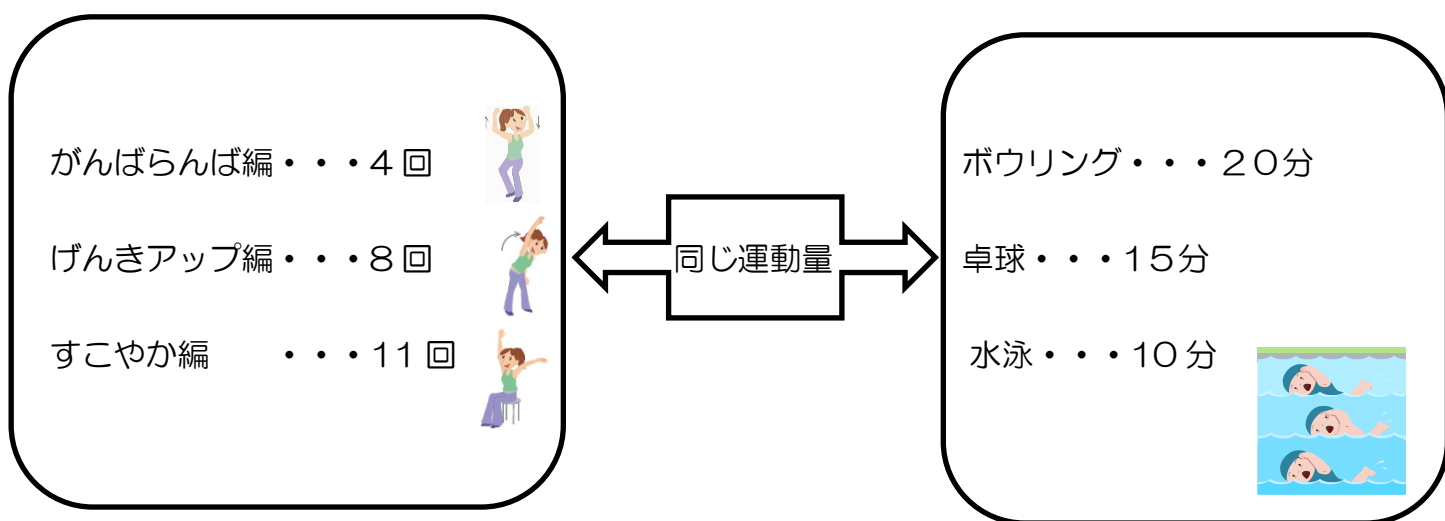 がんばらんば編・・・4回
げんきアップ編・・・8回
すこやか編　　・・・11回
同じ運動量
ボウリング・・・２０分
卓球・・・１５分
水泳・・・10分